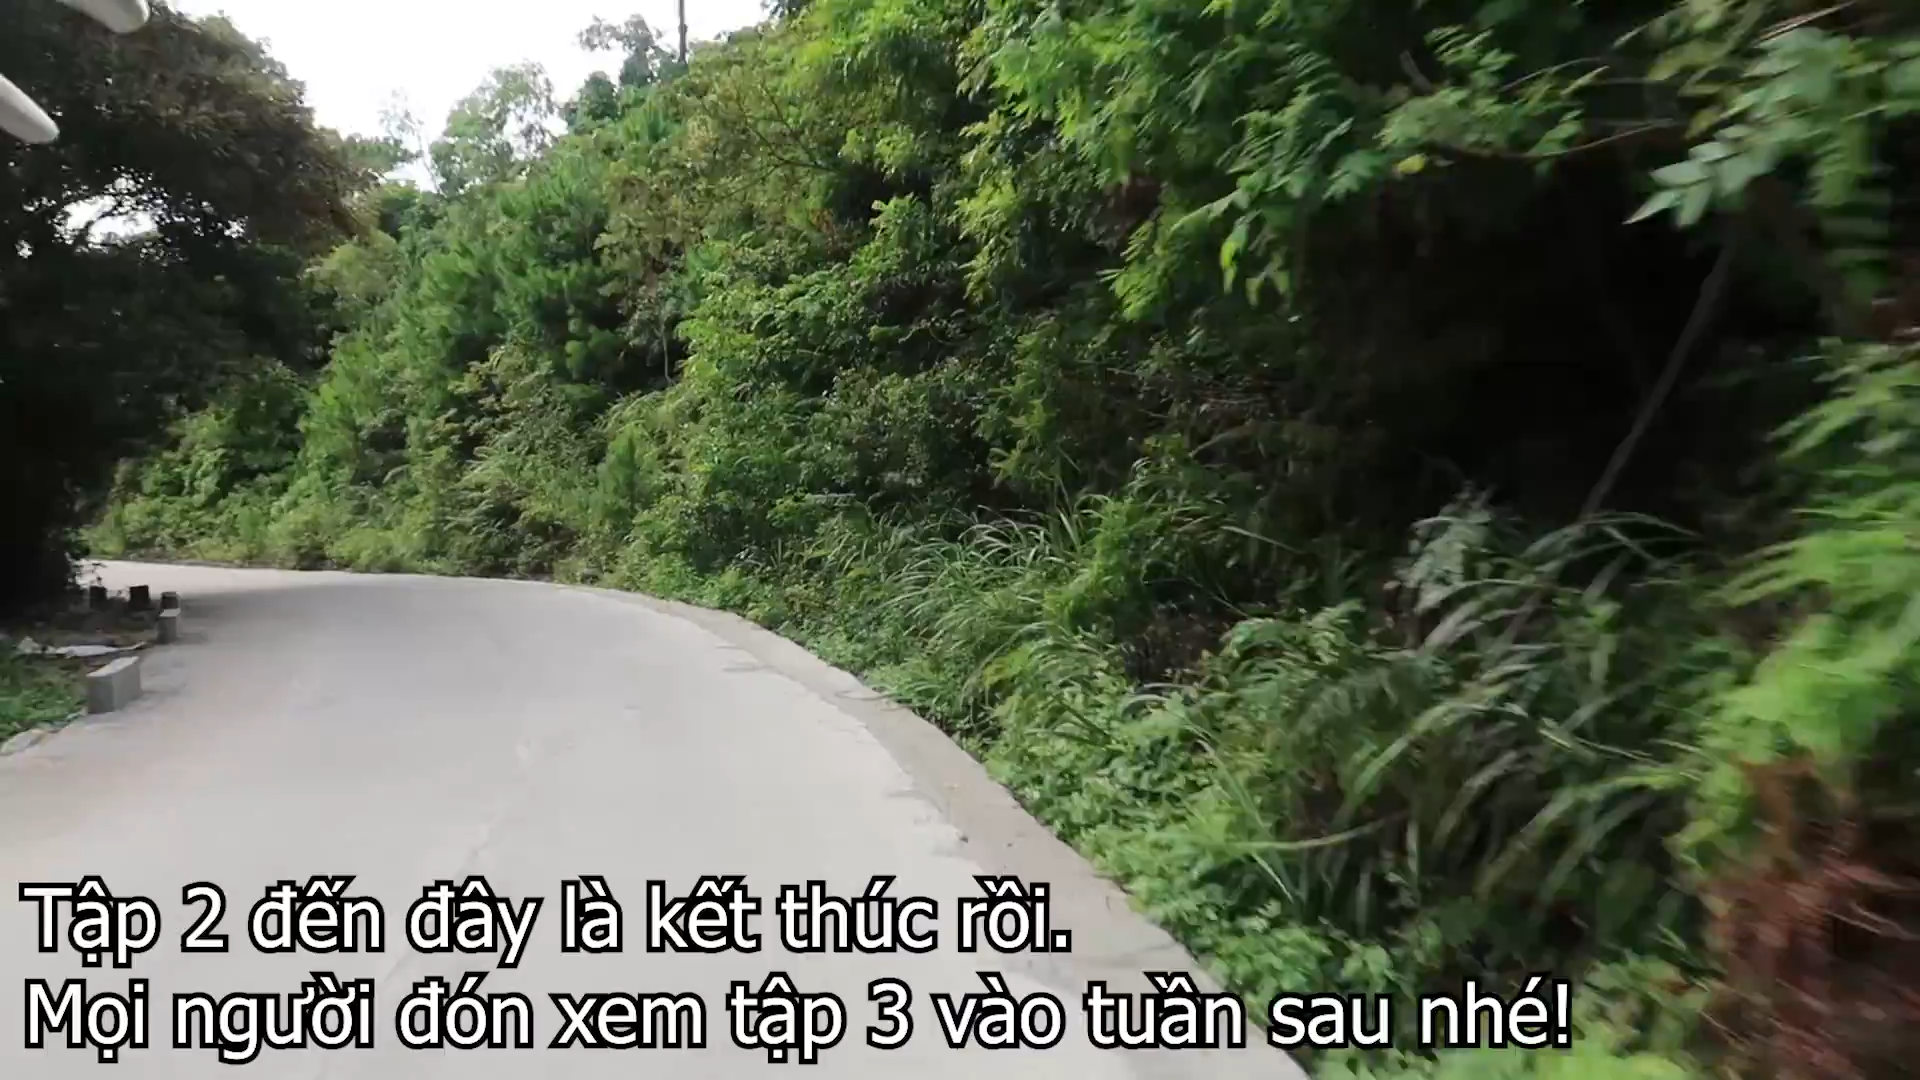 Tập 2 đến đây là kết thúc rồi.
Mọi người đón xem tập 3 vào tuần sau nhé!